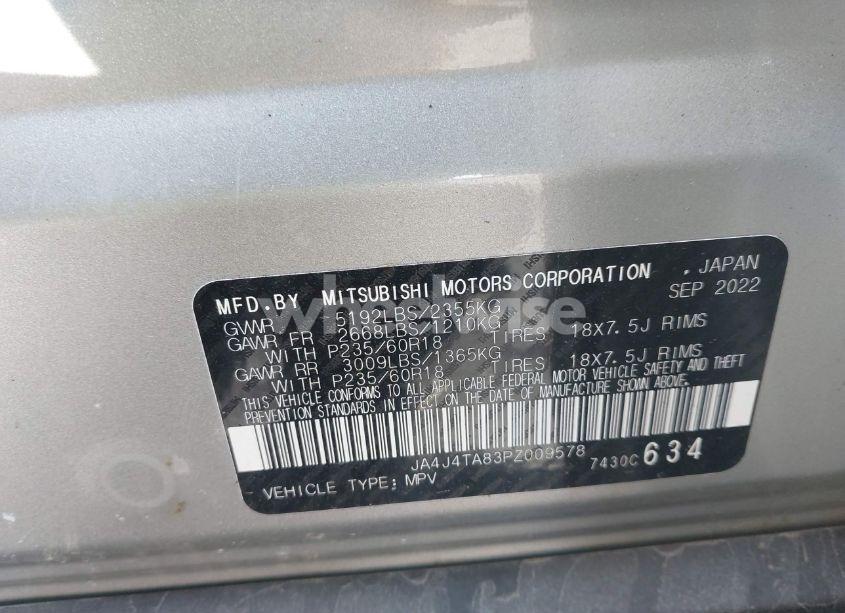 MFD.BY MITSUBISHI MOTORS CORPORATION . JAPAN
SEP 2022
GVWR 5192LBS/2355KG
GAWR FR 2668LBS/1210KG
WITH P235/60R18 TIRES 18X7.5J RIMS
GAWR RR 3009LBS/1365KG
WITH P235/60R18 TIRES 18X7.5J RIMS
THIS VEHICLE CONFORMS TO ALL APPLICABLE FEDERAL MOTOR VEHICLE SAFETY AND THEFT
PREVENTION STANDARDS IN EFFECT ON THE DATE OF MANUFACTURE SHOWN ABOVE.
JA4J4TA83PZ009578
7430C 634
VEHICLE TYPE: MPV